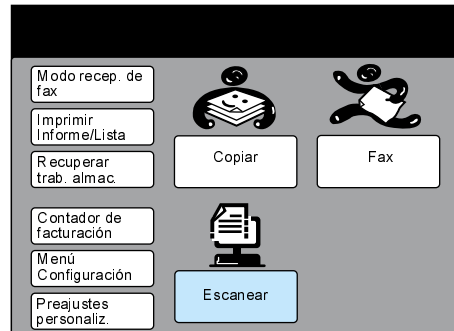 Modo recep. de
fax
Imprimir
Informe/Lista
Recuperar
trab. almac.
Copiar
Fax
Contador de
facturación
Menú
Configuración
Preajustes
personaliz.
Escanear